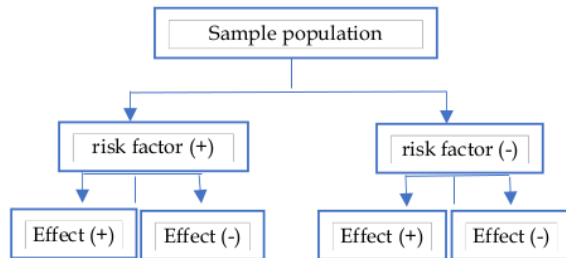 Sample population
risk factor (+)
risk factor (-)
Effect (+)
Effect (-)
Effect (+)
Effect (-)